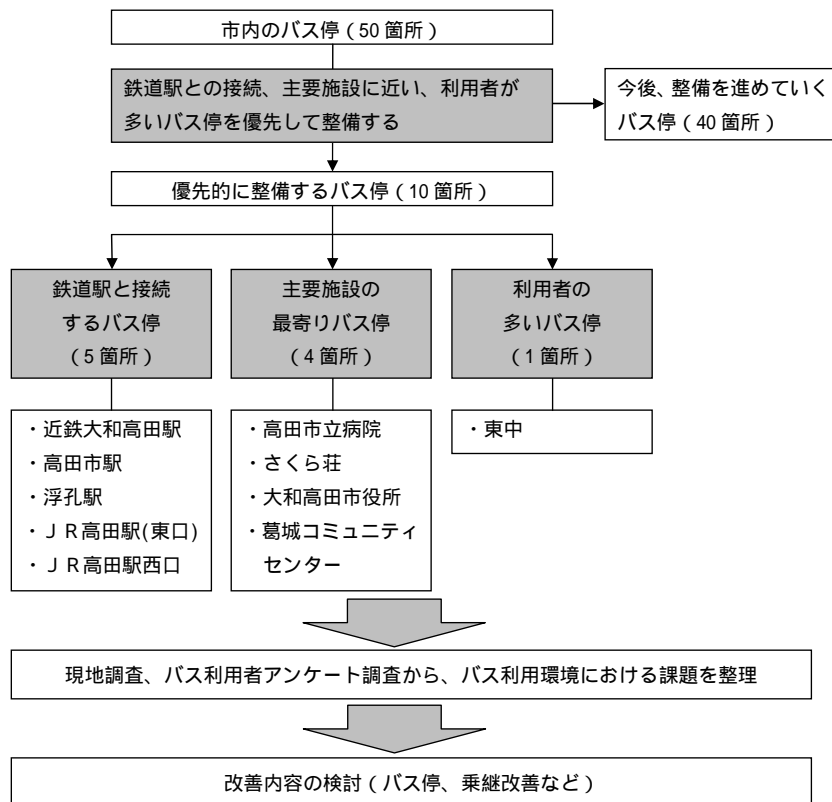 市内のバス停（50 箇所）
鉄道駅との接続、主要施設に近い、利用者が
多いバス停を優先して整備する
今後、整備を進めていく
バス停（40 箇所）
優先的に整備するバス停（10 箇所）
鉄道駅と接続
するバス停
（5 箇所）
主要施設の
最寄りバス停
（4 箇所）
利用者の
多いバス停
（1 箇所）
・近鉄大和高田駅
・高田市駅
・浮孔駅
・ＪＲ高田駅(東口)
・ＪＲ高田駅西口
・高田市立病院
・さくら荘
・大和高田市役所
・葛城コミュニティ
センター
・東中
現地調査、バス利用者アンケート調査から、バス利用環境における課題を整理
改善内容の検討（バス停、乗継改善など）